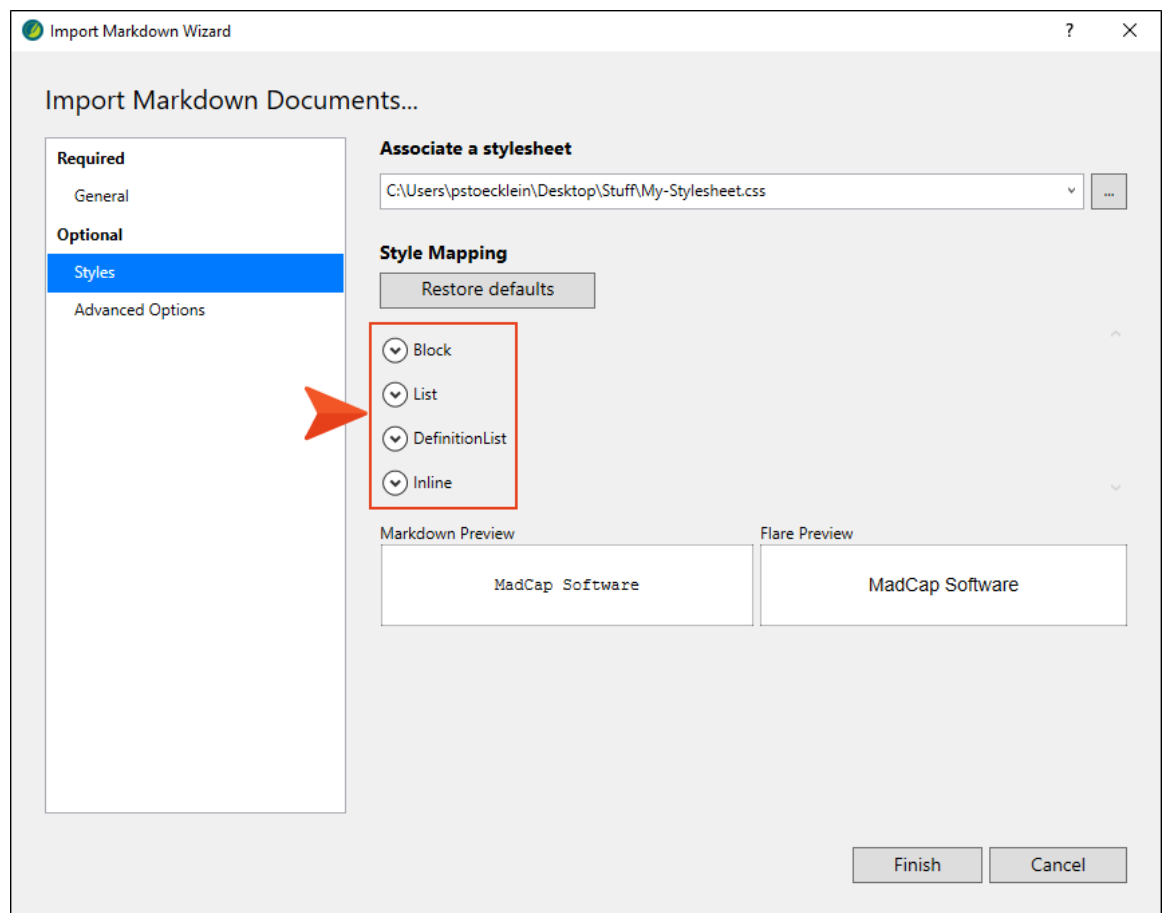 Import Markdown Wizard
?
Import Markdown Documents...
Required
General
Optional
Styles
Advanced Options
Associate a stylesheet
C:\Users\pstoecklein\Desktop\Stuff\My-Stylesheet.css
...
Style Mapping
Restore defaults
Block
List
DefinitionList
Inline
Markdown Preview
Flare Preview
MadCap Software
MadCap Software
Finish
Cancel